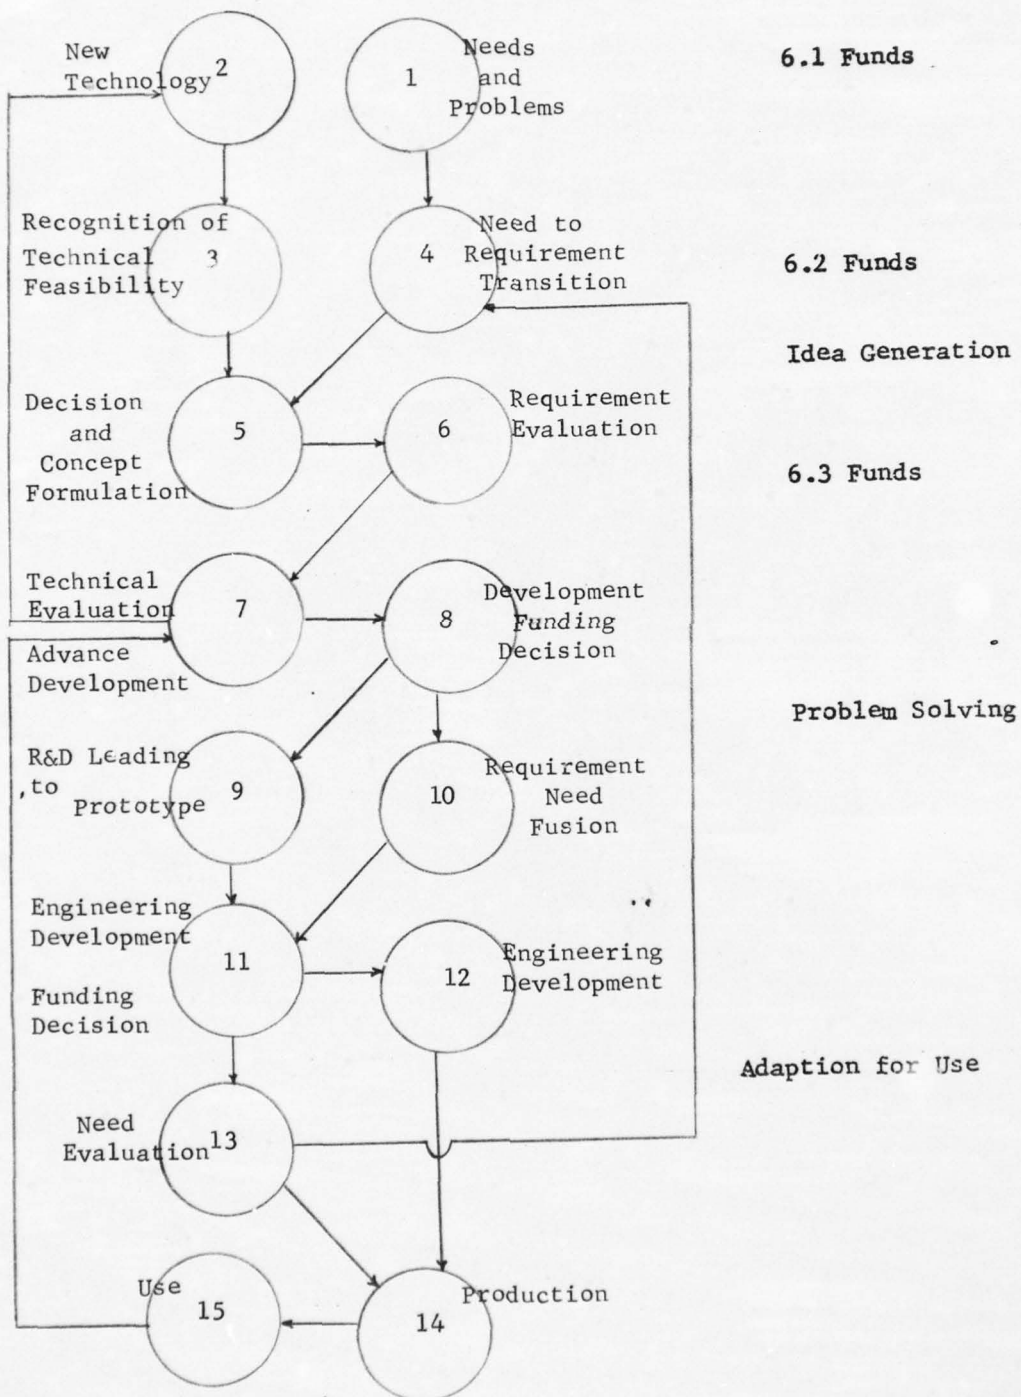 New
Technology
2
1
Needs
and
Problems
6.1 Funds
Recognition of
Technical
Feasibility
3
4
Need to
Requirement
Transition
6.2 Funds
Idea Generation
Decision
and
Concept
Formulation
5
6
Requirement
Evaluation
6.3 Funds
Technical
Evaluation
Advance
Development
7
8
Development
Funding
Decision
Problem Solving
R&D Leading
to
Prototype
9
10
Requirement
Need
Fusion
Engineering
Development
Funding
Decision
11
12
Engineering
Development
Adaption for Use
Need
Evaluation
13
Use
15
14
Production